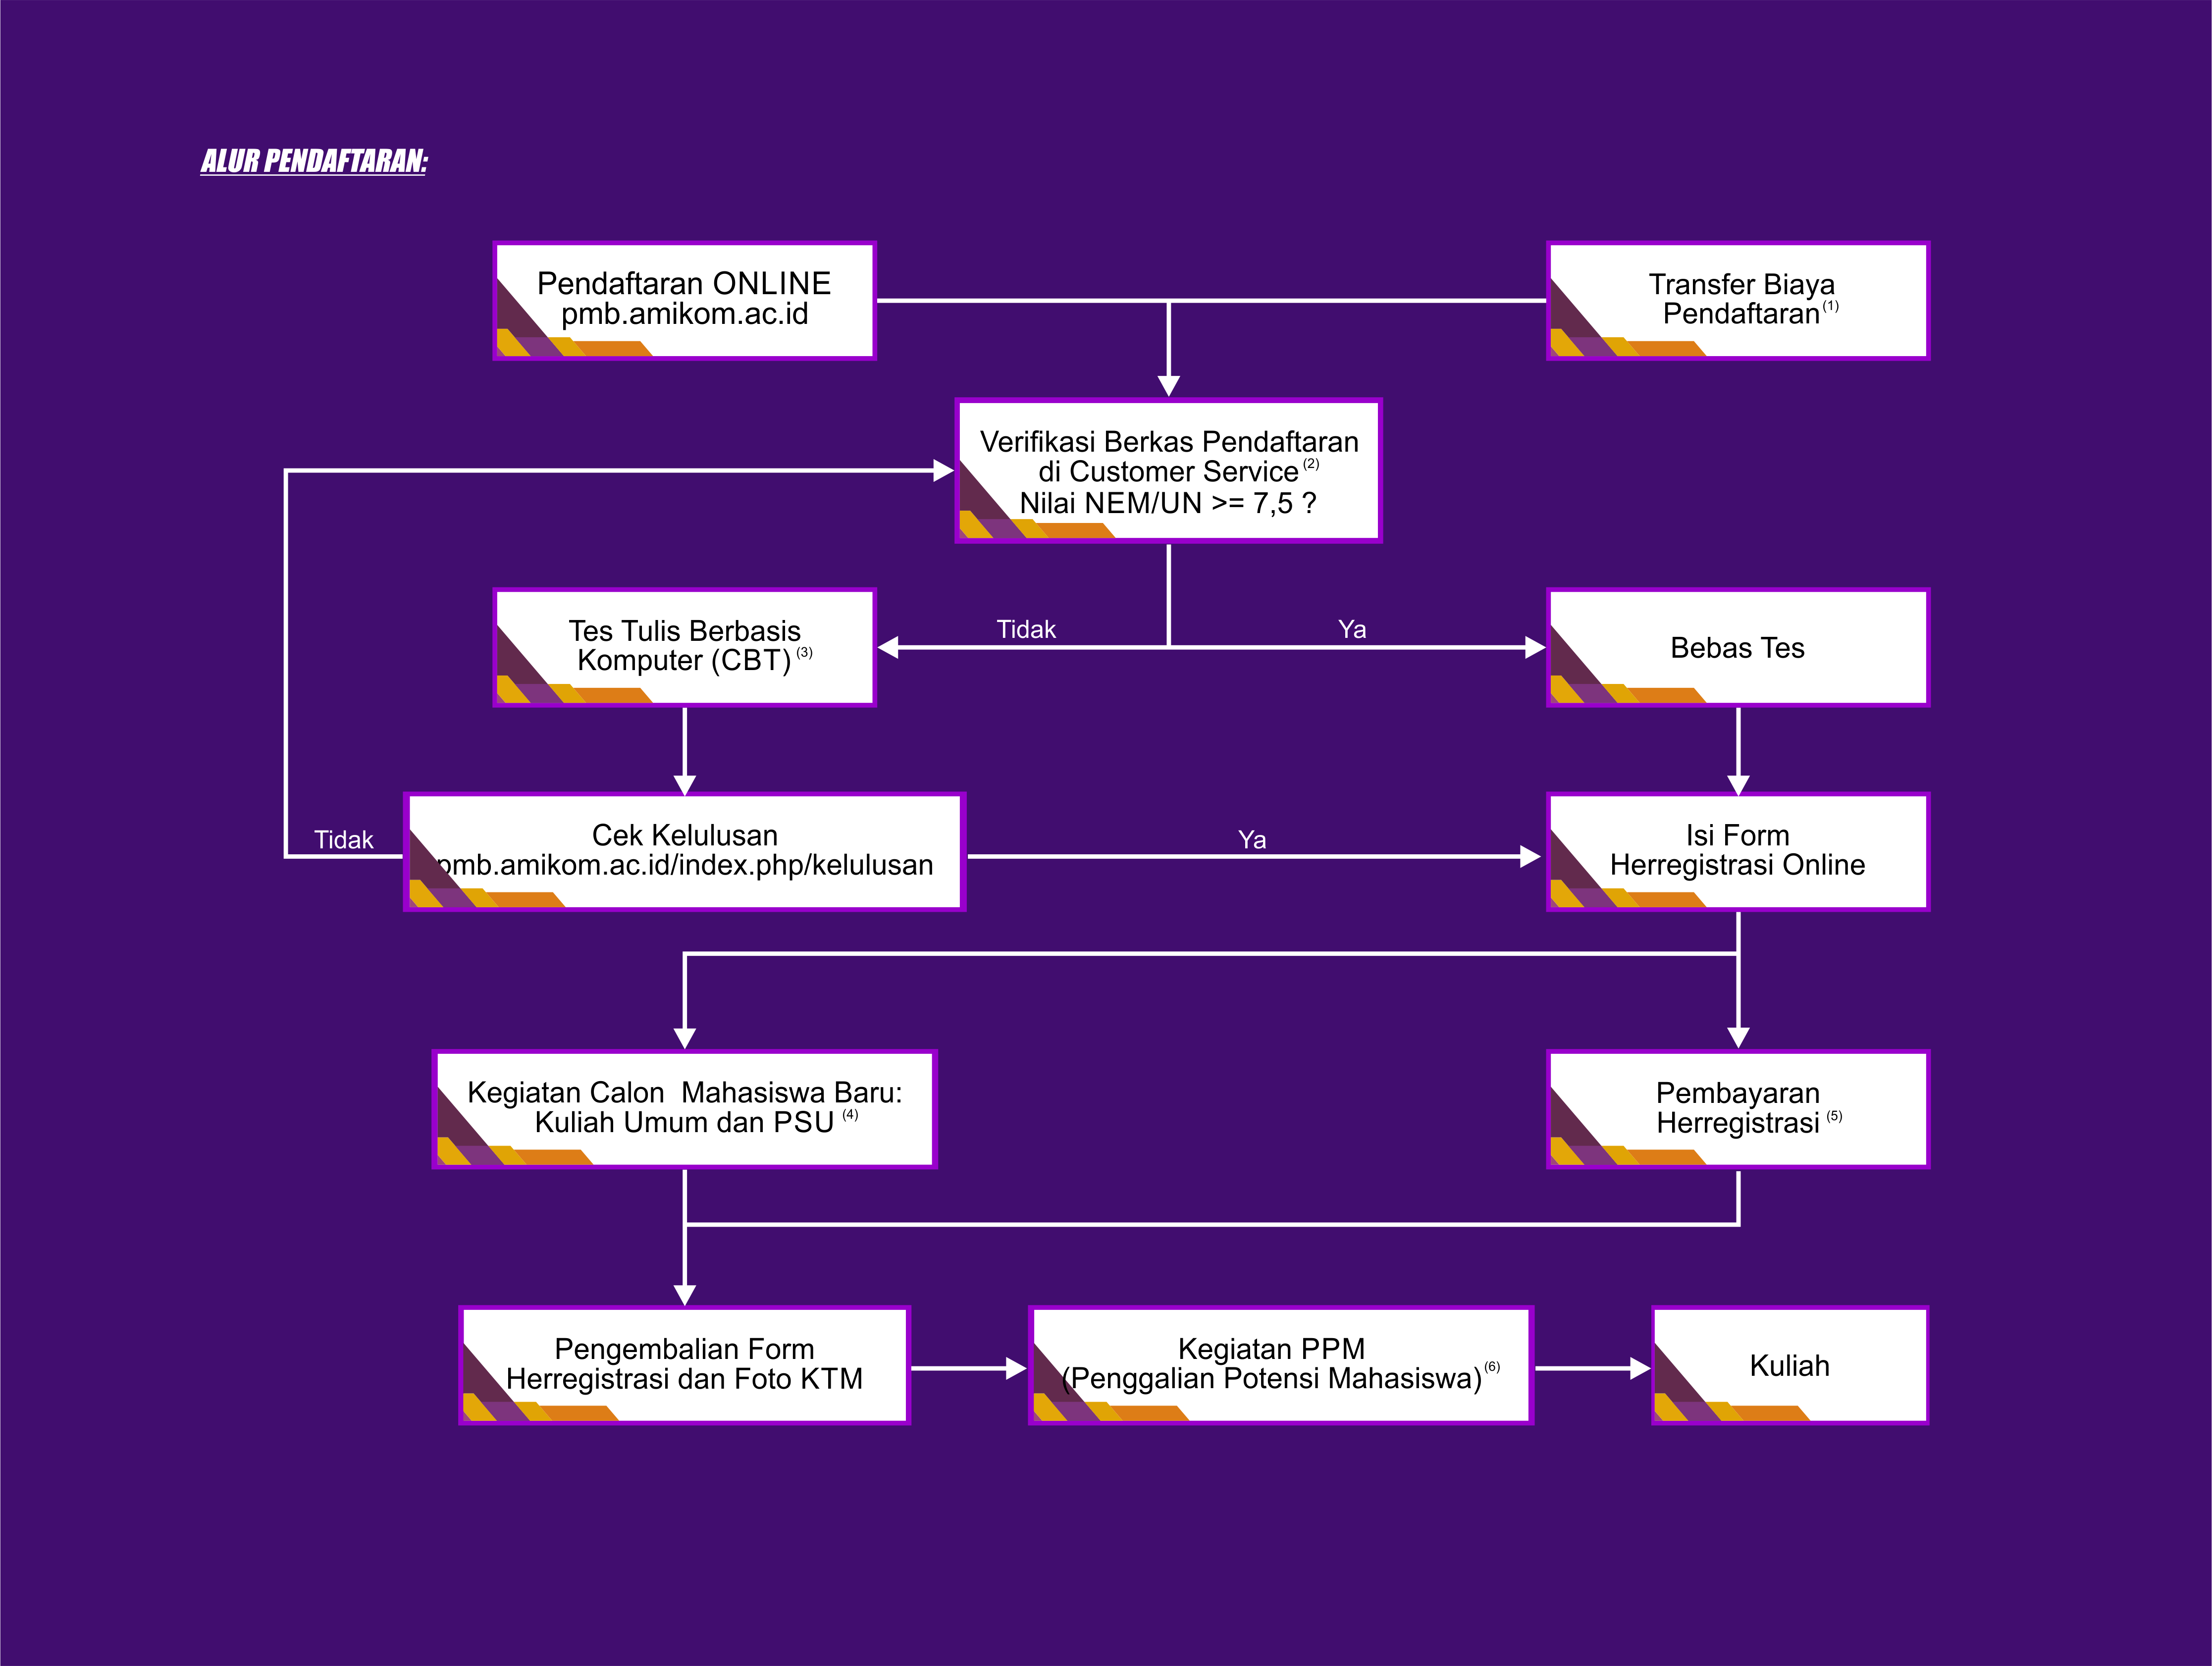 ALUR PENDAFTARAN:
Pendaftaran ONLINE
pmb.amikom.ac.id
Transfer Biaya
Pendaftaran (1)
Verifikasi Berkas Pendaftaran
di Customer Service (2)
Nilai NEM/UN >= 7,5 ?
Tidak
Ya
Tes Tulis Berbasis
Komputer (CBT) (3)
Bebas Tes
Tidak
Cek Kelulusan
pmb.amikom.ac.id/index.php/kelulusan
Ya
Isi Form
Herregistrasi Online
Kegiatan Calon  Mahasiswa Baru:
Kuliah Umum dan PSU (4)
Pembayaran
Herregistrasi (5)
Pengembalian Form
Herregistrasi dan Foto KTM
Kegiatan PPM
(Penggalian Potensi Mahasiswa) (6)
Kuliah